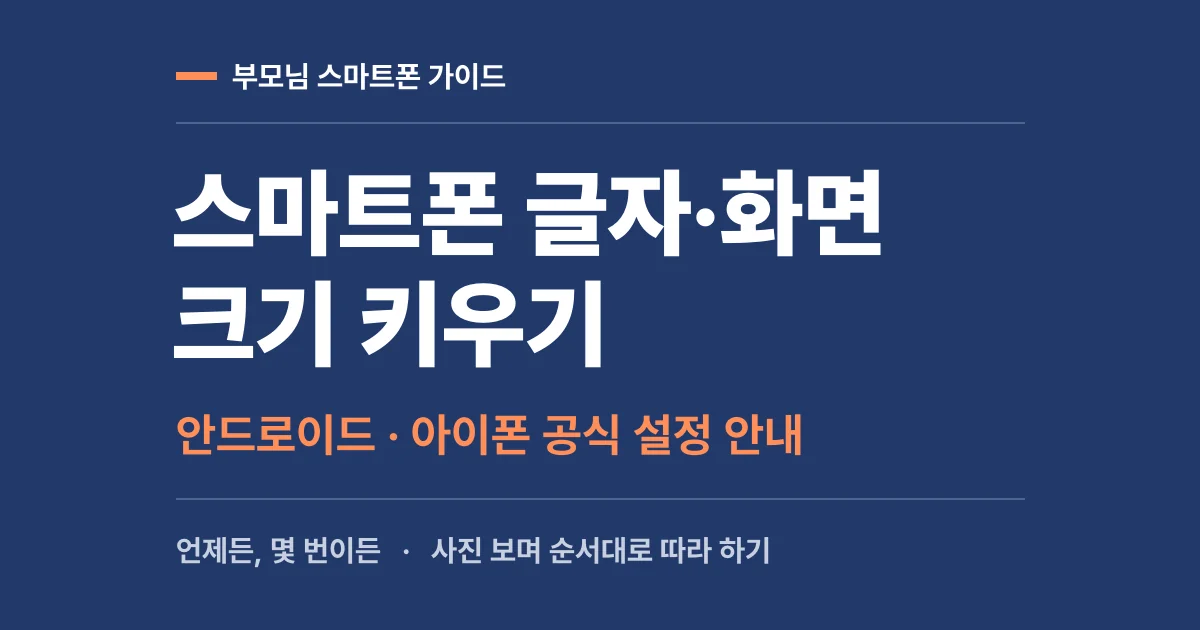 부모님 스마트폰 가이드
스마트폰 글자·화면
크기 키우기
안드로이드 · 아이폰 공식 설정 안내
언제든, 몇 번이든 · 사진 보며 순서대로 따라 하기